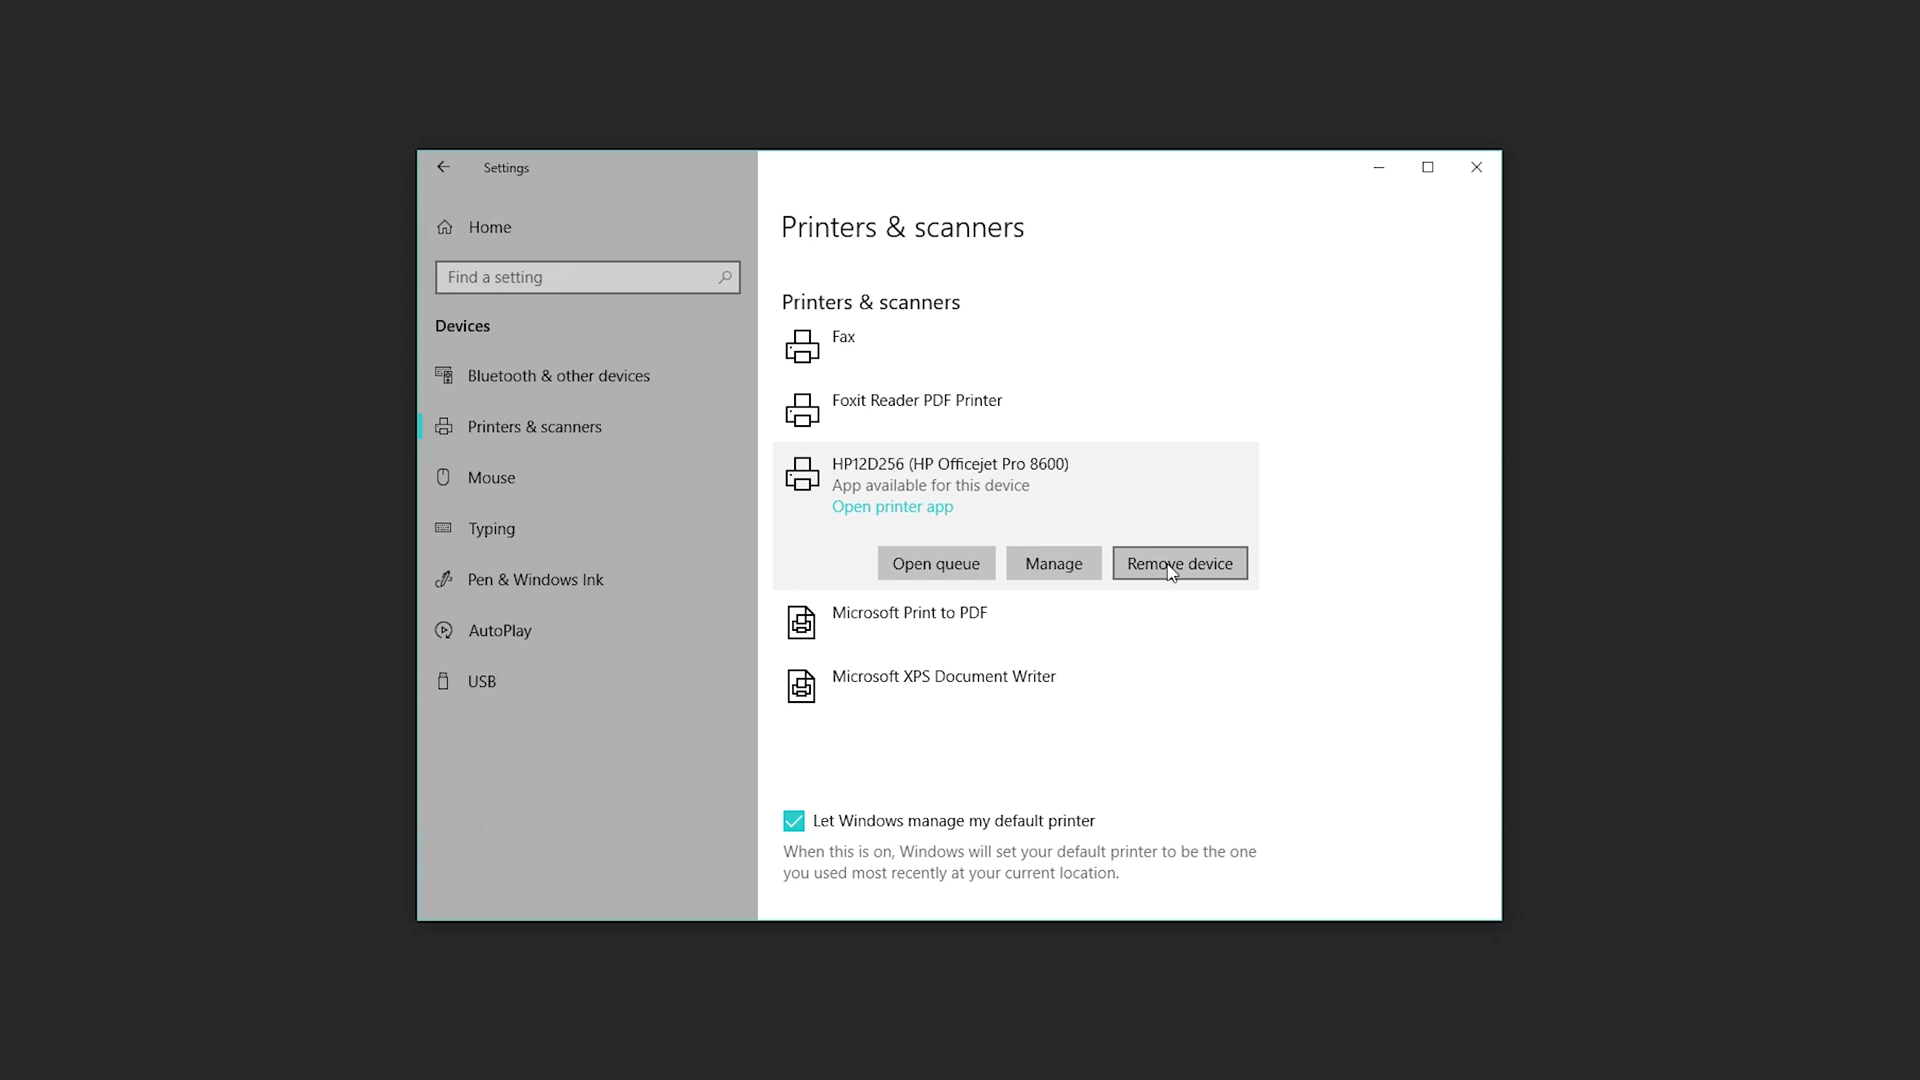 Settings
Home
Find a setting
Devices
Bluetooth & other devices
Printers & scanners
Mouse
Typing
Pen & Windows Ink
AutoPlay
USB
Printers & scanners
Printers & scanners
Fax
Foxit Reader PDF Printer
HP12D256 (HP Officejet Pro 8600)
App available for this device
Open printer app
Open queue
Manage
Remove device
Microsoft Print to PDF
Microsoft XPS Document Writer
Let Windows manage my default printer
When this is on, Windows will set your default printer to be the one
you used most recently at your current location.